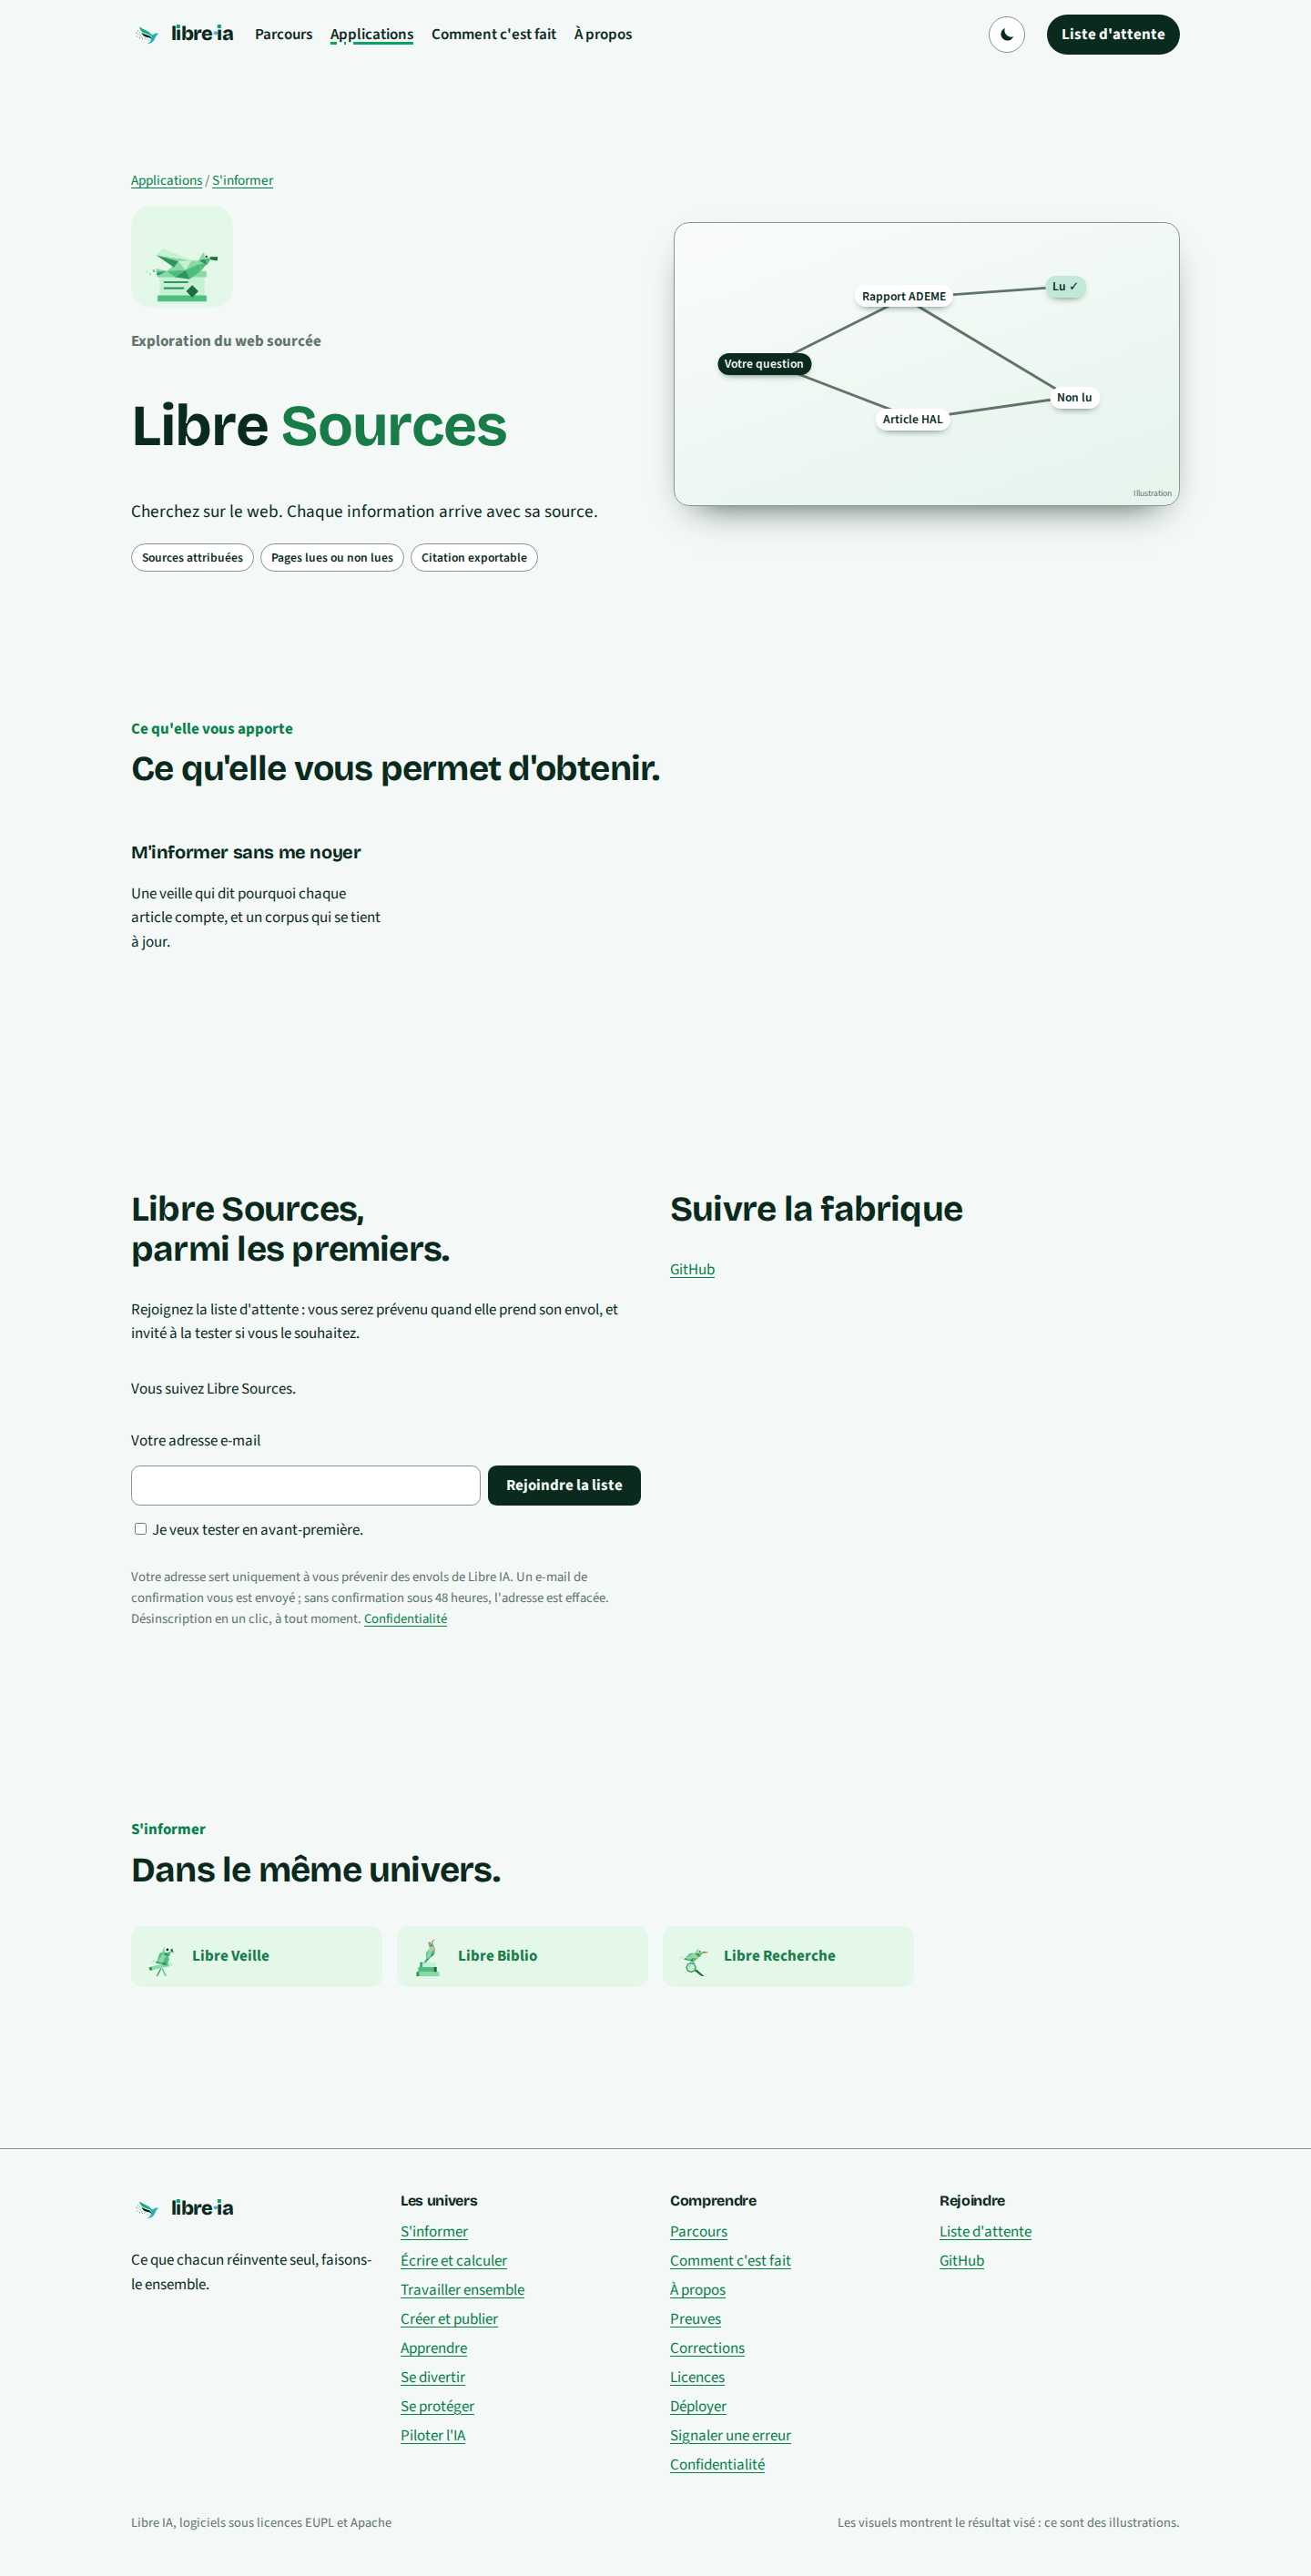 libre·ia
Parcours
Applications
Comment c'est fait
À propos
Liste d'attente
Applications / S'informer
Exploration du web sourcée
Libre Sources
Cherchez sur le web. Chaque information arrive avec sa source.
Sources attribuées
Pages lues ou non lues
Citation exportable
Rapport ADEME
Lu ✓
Votre question
Non lu
Article HAL
Illustration
Ce qu'elle vous apporte
Ce qu'elle vous permet d'obtenir.
M'informer sans me noyer
Une veille qui dit pourquoi chaque
article compte, et un corpus qui se tient
à jour.
Libre Sources,
parmi les premiers.
Rejoignez la liste d'attente : vous serez prévenu quand elle prend son envol, et
invité à la tester si vous le souhaitez.
Vous suivez Libre Sources.
Votre adresse e-mail
Rejoindre la liste
Je veux tester en avant-première.
Votre adresse sert uniquement à vous prévenir des envols de Libre IA. Un e-mail de
confirmation vous est envoyé ; sans confirmation sous 48 heures, l'adresse est effacée.
Désinscription en un clic, à tout moment. Confidentialité
Suivre la fabrique
GitHub
S'informer
Dans le même univers.
Libre Veille
Libre Biblio
Libre Recherche
libre·ia
Ce que chacun réinvente seul, faisons-
le ensemble.
Les univers
S'informer
Écrire et calculer
Travailler ensemble
Créer et publier
Apprendre
Se divertir
Se protéger
Piloter l'IA
Comprendre
Parcours
Comment c'est fait
À propos
Preuves
Corrections
Licences
Déployer
Signaler une erreur
Confidentialité
Rejoindre
Liste d'attente
GitHub
Libre IA, logiciels sous licences EUPL et Apache
Les visuels montrent le résultat visé : ce sont des illustrations.